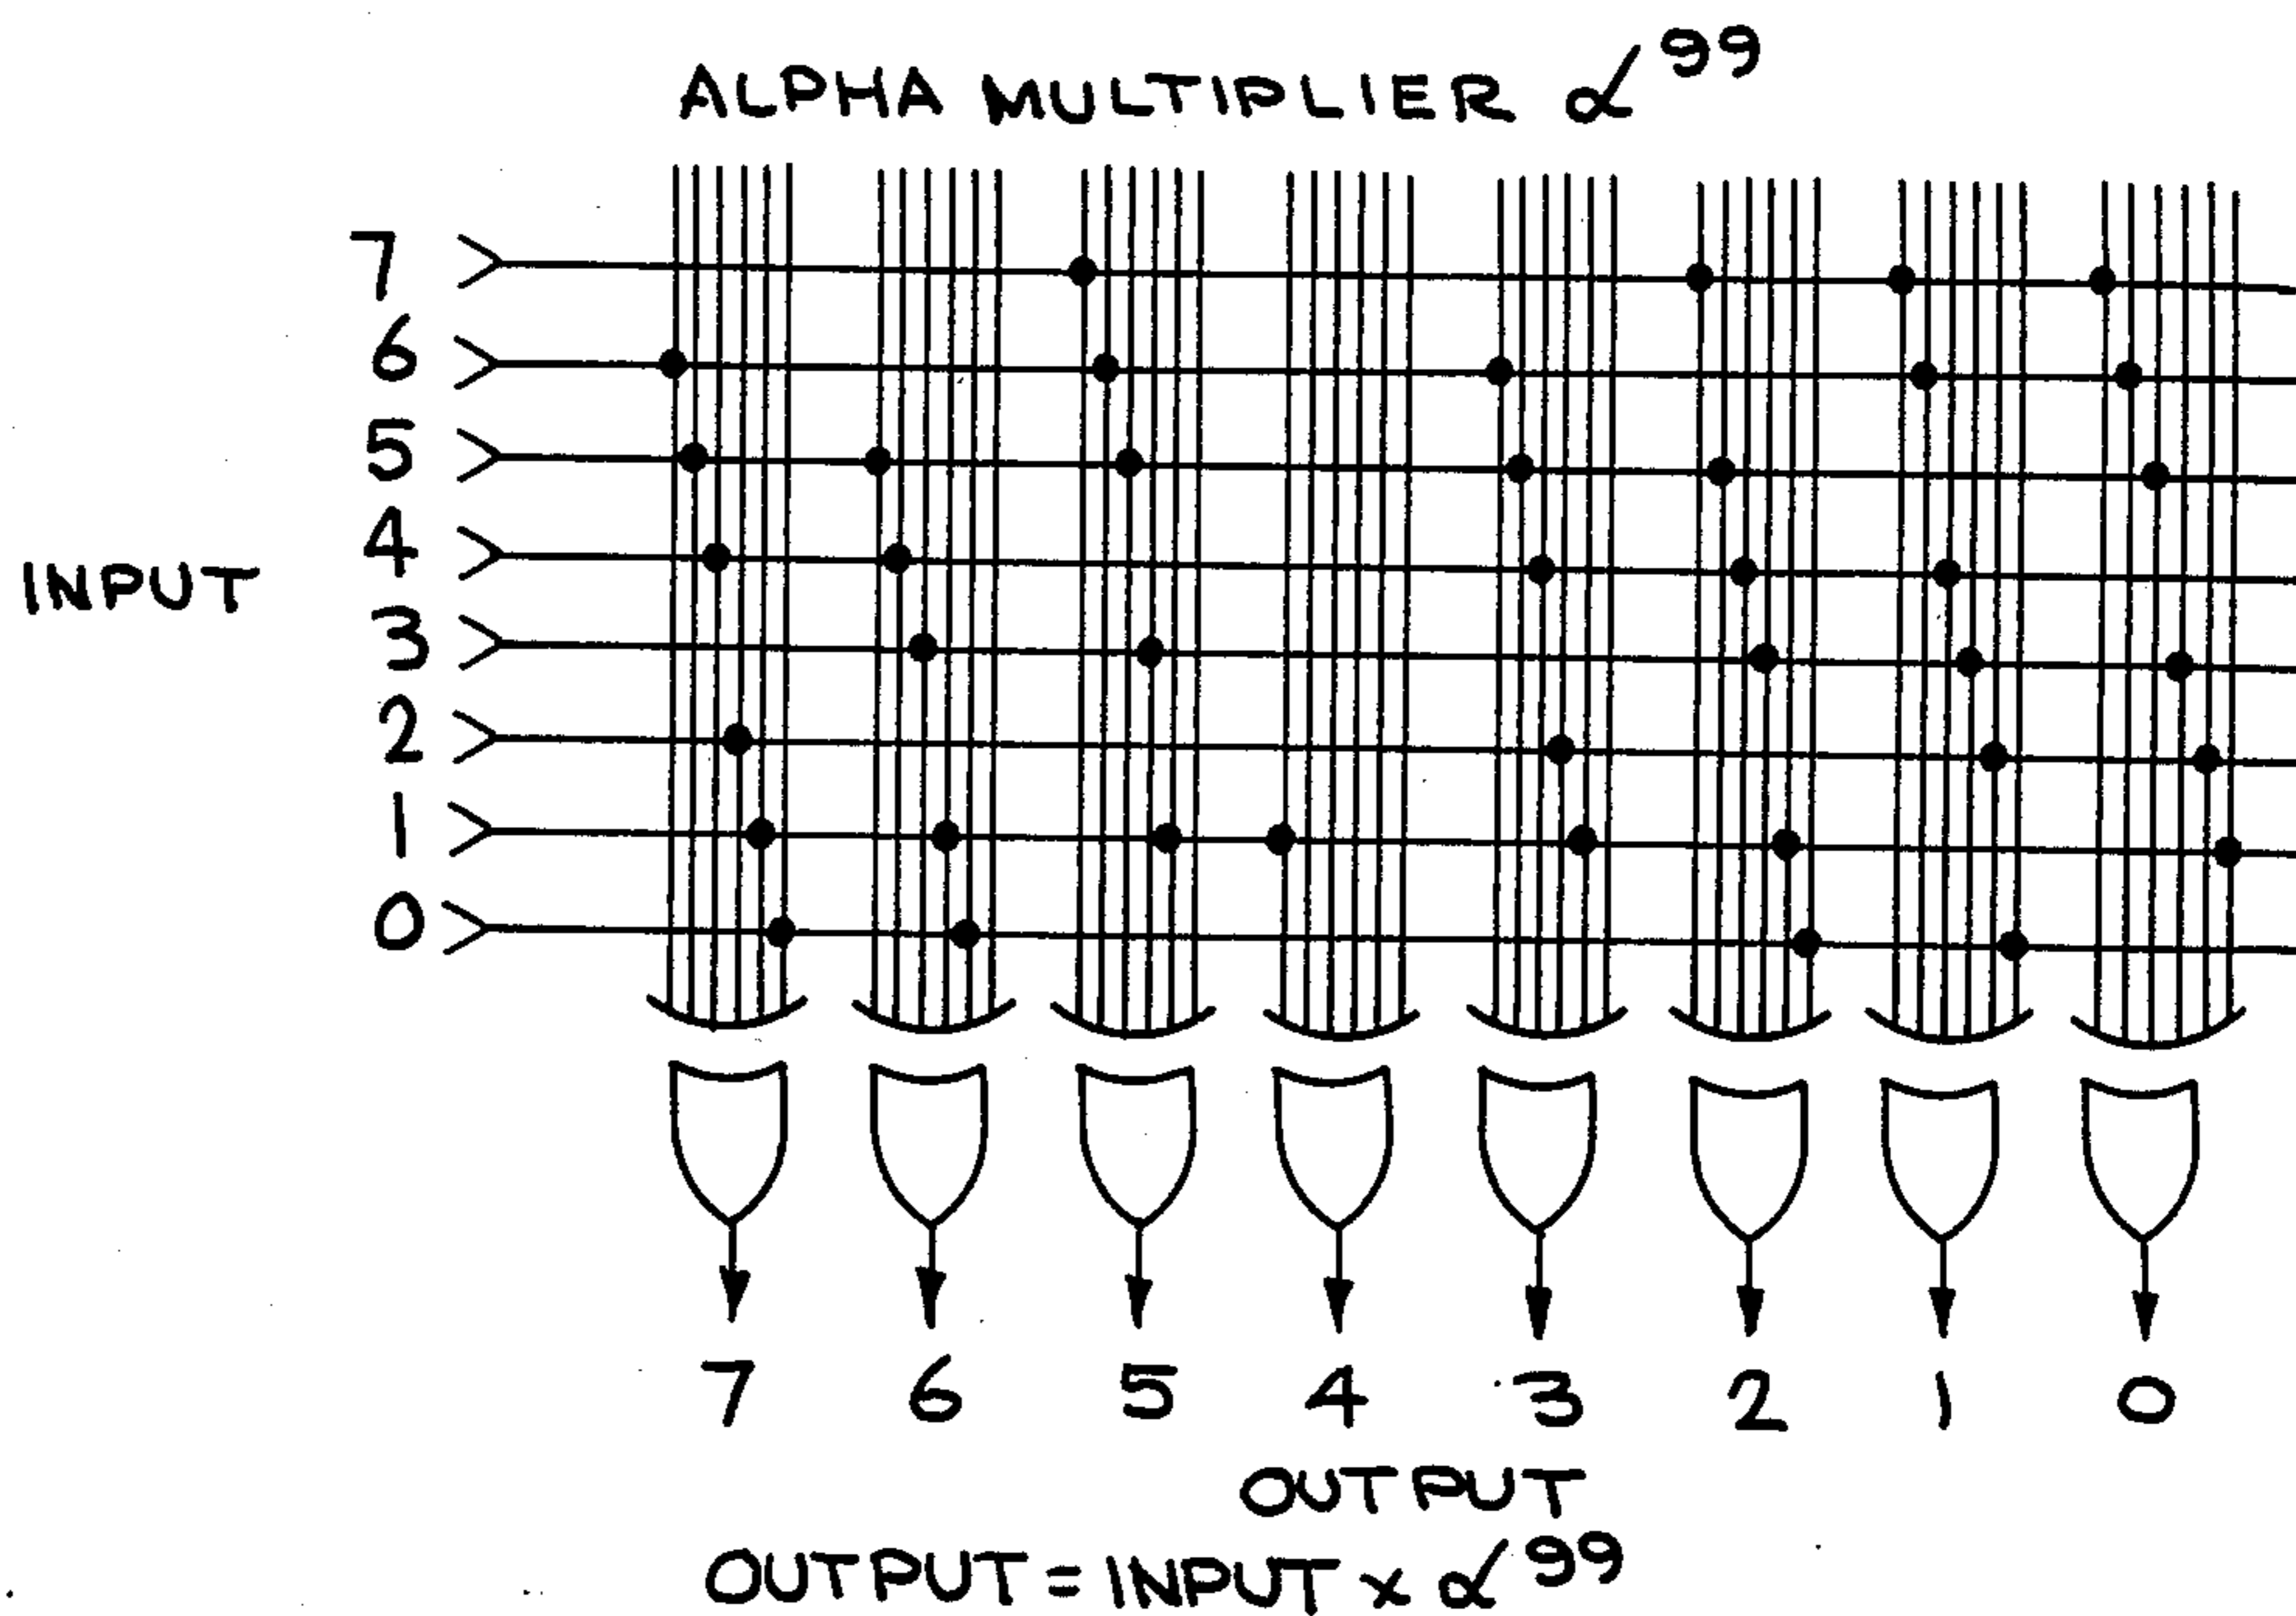 ALPHA MULTIPLIER α⁹⁹
7
6
5
4
INPUT
3
2
1
0
7 6 5 4 3 2 1 0
OUTPUT
OUTPUT = INPUT x α⁹⁹